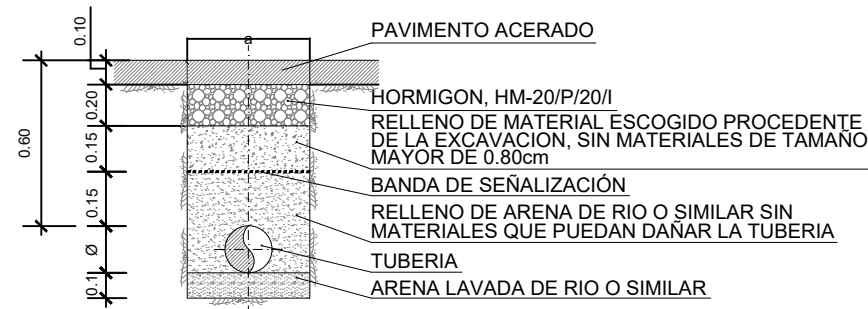 a
PAVIMENTO ACERADO
HORMIGON, HM-20/P/20/I
RELLENO DE MATERIAL ESCOGIDO PROCEDENTE
DE LA EXCAVACION, SIN MATERIALES DE TAMAÑO
MAYOR DE 0.80cm
BANDA DE SEÑALIZACIÓN
RELLENO DE ARENA DE RIO O SIMILAR SIN
MATERIALES QUE PUEDAN DAÑAR LA TUBERIA
TUBERIA
ARENA LAVADA DE RIO O SIMILAR
0.10
0.20
0.60
0.15
0.15
Ø
0.1